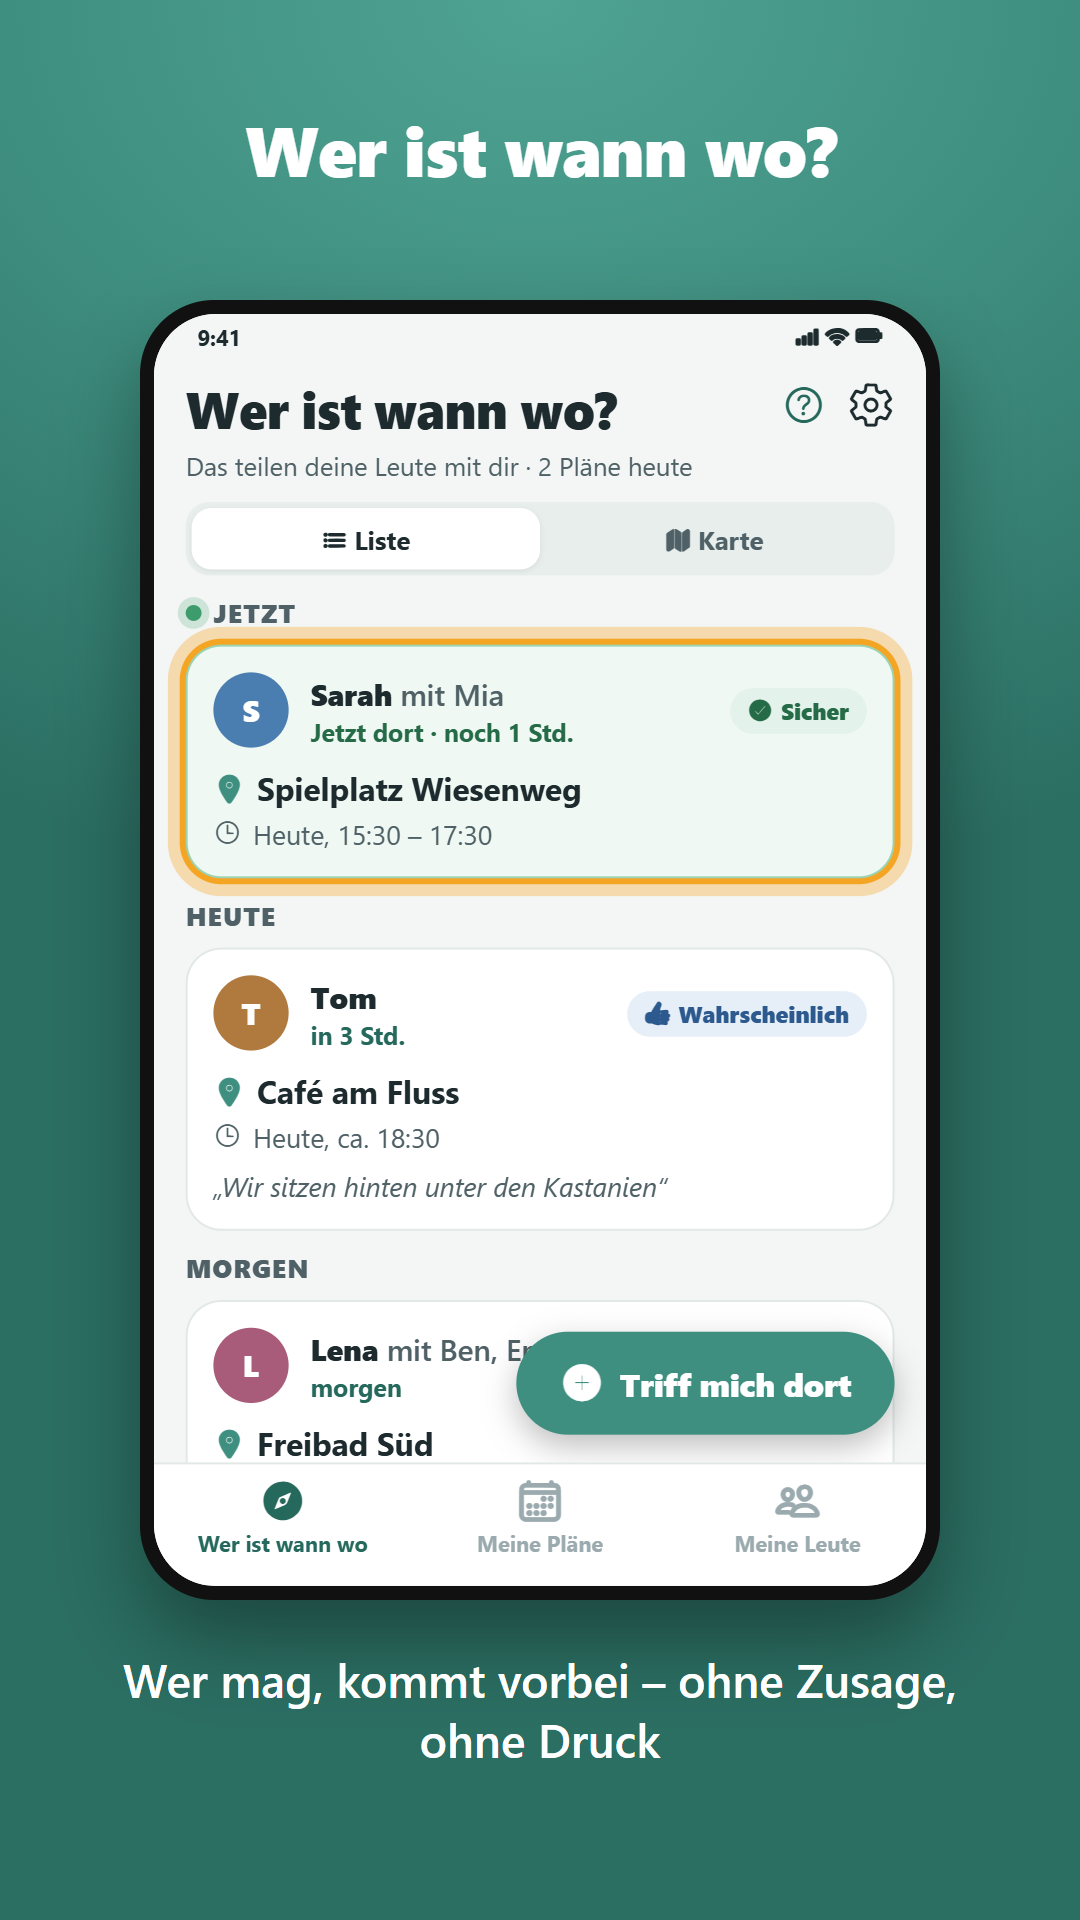 Wer ist wann wo?
9:41
Wer ist wann wo?
Das teilen deine Leute mit dir · 2 Pläne heute
Liste
Karte
JETZT
S
Sarah mit Mia
Jetzt dort · noch 1 Std.
Sicher
Spielplatz Wiesenweg
Heute, 15:30 – 17:30
HEUTE
T
Tom
in 3 Std.
Wahrscheinlich
Café am Fluss
Heute, ca. 18:30
„Wir sitzen hinten unter den Kastanien“
MORGEN
L
Lena mit Ben,
morgen
Triff mich dort
Freibad Süd
Wer ist wann wo
Meine Pläne
Meine Leute
Wer mag, kommt vorbei – ohne Zusage,
ohne Druck